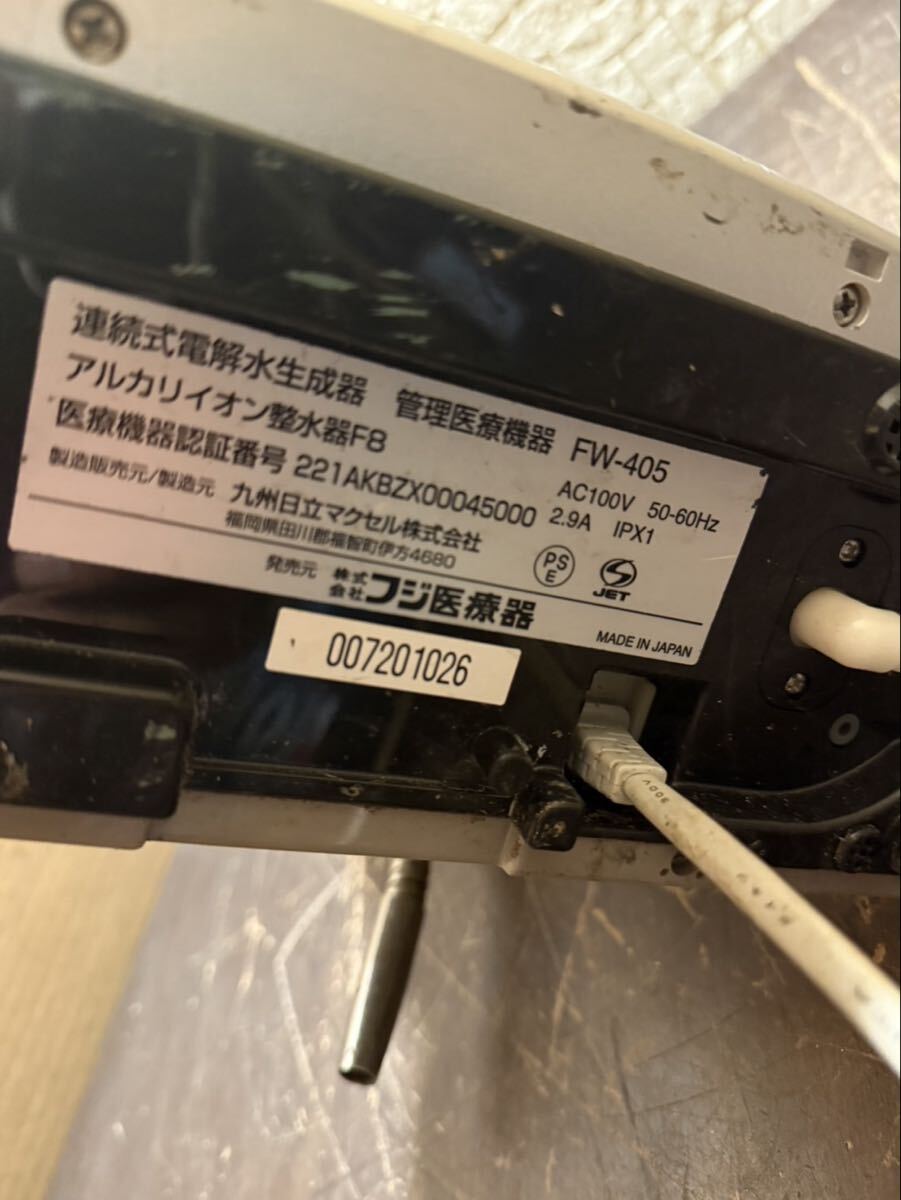 連続式電解水生成器 管理医療機器 FW-405
アルカリイオン整水器F8 AC100V 50-60Hz
医療機器認証番号 221AKBZX00045000 2.9A IPX1
製造販売元/製造元 九州日立マクセル株式会社
福岡県田川郡福智町伊方4680
PS
E
JET
発売元 株式会社フジ医療器
MADE IN JAPAN
007201026
300V